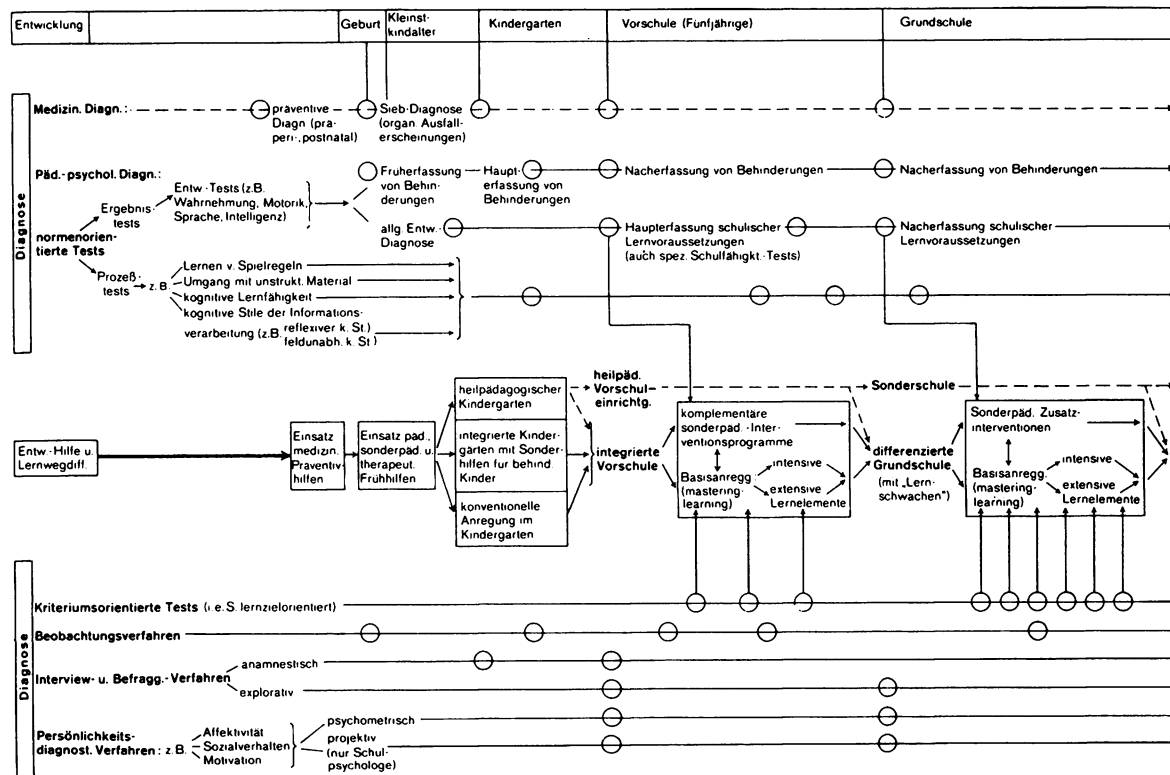 Entwicklung
Geburt
Kleinst-
kindalter
Kindergarten
Vorschule (Fünfjährige)
Grundschule
Diagnose
Medizin. Diagn.:
präventive
Diagn (prä-
peri-, postnatal)
Sieb-Diagnose
(organ. Ausfall-
erscheinungen)
Päd.-psychol. Diagn.:
normenorien-
tierte Tests
Ergebnis-
tests
Entw.-Tests (z.B.
Wahrnehmung, Motorik,
Sprache, Intelligenz)
Früherfassung
von Behin-
derungen
Haupt-
erfassung von
Behinderungen
Nacherfassung von Behinderungen
Nacherfassung von Behinderungen
allg. Entw.-
Diagnose
Haupterfassung schulischer
Lernvoraussetzungen
(auch spez. Schulfähigkt.-Tests)
Nacherfassung schulischer
Lernvoraussetzungen
Prozeß-
tests
z.B.
Lernen v. Spielregeln
Umgang mit unstrukt. Material
kognitive Lernfähigkeit
kognitive Stile der Informations-
verarbeitung (z.B. reflexiver k. St.)
feldunabh. k. St.)
Entw.-Hilfe u.
Lernwegdiff.
Einsatz
medizin.
Präventiv-
hilfen
Einsatz päd.,
sonderpäd. u.
therapeut.
Frühhilfen
heilpädagogischer
Kindergarten
integrierte Kinder-
gärten mit Sonder-
hilfen für behind.
Kinder
konventionelle
Anregung im
Kindergarten
heilpäd.
Vorschul-
einrichtg.
integrierte
Vorschule
komplementäre
sonderpäd.-Inter-
ventionsprogramme
Basisanregg.
(mastering-
learning)
intensive
extensive
Lernelemente
Sonderschule
differenzierte
Grundschule
(mit „Lern-
schwachen")
Sonderpäd. Zusatz-
interventionen
Basisanregg.
(mastering-
learning)
intensive
extensive
Lernelemente
Diagnose
Kriteriumsorientierte Tests (i.e.S. lernzielorientiert)
Beobachtungsverfahren
Interview- u. Befragg.-Verfahren
anamnestisch
explorativ
Persönlichkeits-
diagnost. Verfahren: z.B.
Affektivität
Sozialverhalten
Motivation
psychometrisch
projektiv
(nur Schul-
psychologe)